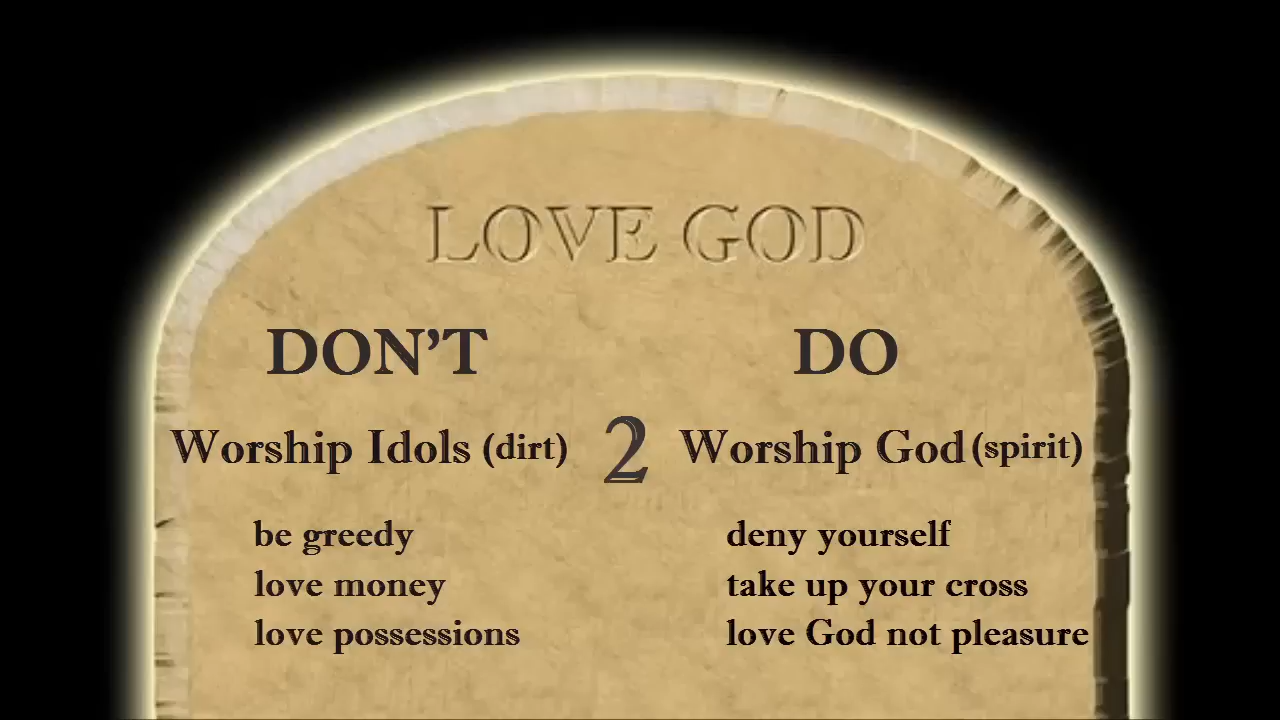 LOVE GOD
DON'T DO
Worship Idols (dirt) 2 Worship God (spirit)
be greedy deny yourself
love money take up your cross
love possessions love God not pleasure